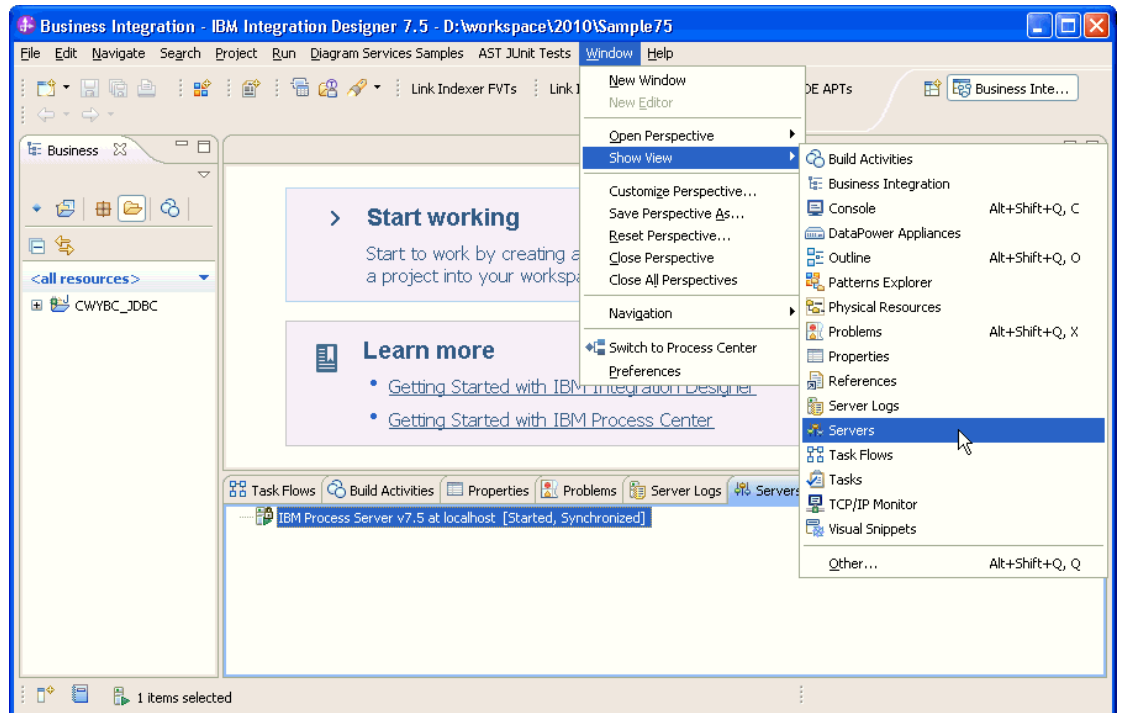 Business Integration - IBM Integration Designer 7.5 - D:\workspace\2010\Sample75
File Edit Navigate Search Project Run Diagram Services Samples AST JUnit Tests Window Help
Link Indexer FVTs
DE APTs
Business Inte...
New Window
New Editor
Open Perspective
Show View
Customize Perspective...
Save Perspective As...
Reset Perspective...
Close Perspective
Close All Perspectives
Navigation
Switch to Process Center
Preferences
Build Activities
Business Integration
Console Alt+Shift+Q, C
DataPower Appliances
Outline Alt+Shift+Q, O
Patterns Explorer
Physical Resources
Problems Alt+Shift+Q, X
Properties
References
Server Logs
Servers
Task Flows
Tasks
TCP/IP Monitor
Visual Snippets
Other... Alt+Shift+Q, Q
Business
<all resources>
CWYBC_JDBC
Start working
Start to work by creating a
a project into your workspa
Learn more
Getting Started with IBM Integration Designer
Getting Started with IBM Process Center
Task Flows Build Activities Properties Problems Server Logs Servers
IBM Process Server v7.5 at localhost [Started, Synchronized]
1 items selected